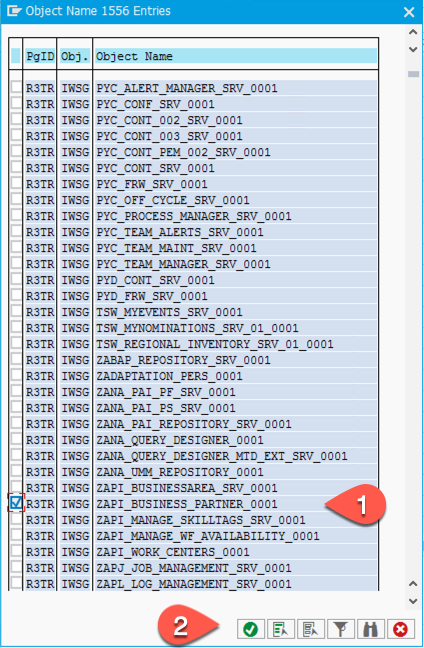 Object Name 1556 Entries
PgID Obj. Object Name
R3TR IWSG PYC_ALERT_MANAGER_SRV_0001
R3TR IWSG PYC_CONF_SRV_0001
R3TR IWSG PYC_CONT_002_SRV_0001
R3TR IWSG PYC_CONT_003_SRV_0001
R3TR IWSG PYC_CONT_PEM_002_SRV_0001
R3TR IWSG PYC_CONT_SRV_0001
R3TR IWSG PYC_FRW_SRV_0001
R3TR IWSG PYC_OFF_CYCLE_SRV_0001
R3TR IWSG PYC_PROCESS_MANAGER_SRV_0001
R3TR IWSG PYC_TEAM_ALERTS_SRV_0001
R3TR IWSG PYC_TEAM_MAINT_SRV_0001
R3TR IWSG PYC_TEAM_MANAGER_SRV_0001
R3TR IWSG PYD_CONT_SRV_0001
R3TR IWSG PYD_FRW_SRV_0001
R3TR IWSG TSW_MYEVENTS_SRV_0001
R3TR IWSG TSW_MYNOMINATIONS_SRV_01_0001
R3TR IWSG TSW_REGIONAL_INVENTORY_SRV_01_0001
R3TR IWSG ZABAP_REPOSITORY_SRV_0001
R3TR IWSG ZADAPTATION_PERS_0001
R3TR IWSG ZANA_PAI_PF_SRV_0001
R3TR IWSG ZANA_PAI_PS_SRV_0001
R3TR IWSG ZANA_PAI_REPOSITORY_SRV_0001
R3TR IWSG ZANA_QUERY_DESIGNER_0001
R3TR IWSG ZANA_QUERY_DESIGNER_MTD_EXT_SRV_0001
R3TR IWSG ZANA_UMM_REPOSITORY_0001
R3TR IWSG ZAPI_BUSINESSAREA_SRV_0001
R3TR IWSG ZAPI_BUSINESS_PARTNER_0001 1
R3TR IWSG ZAPI_MANAGE_SKILLTAGS_SRV_0001
R3TR IWSG ZAPI_MANAGE_WF_AVAILABILITY_0001
R3TR IWSG ZAPI_WORK_CENTERS_0001
R3TR IWSG ZAPJ_JOB_MANAGEMENT_SRV_0001
R3TR IWSG ZAPL_LOG_MANAGEMENT_SRV_0001
2